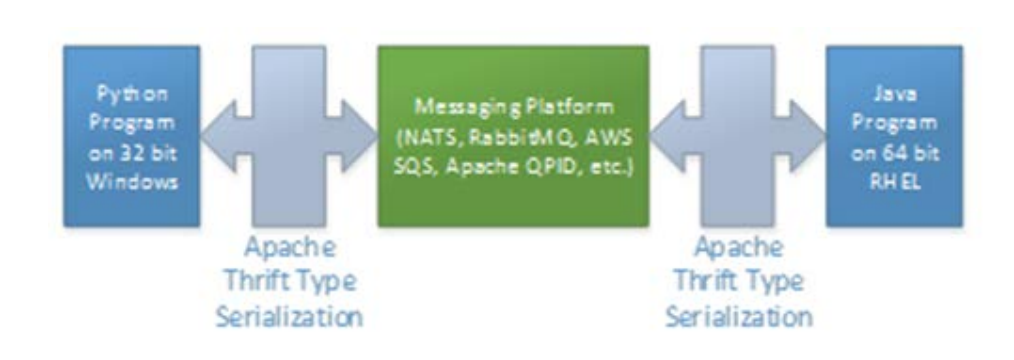 Python
Program
on 32 bit
Windows
Apache
Thrift Type
Serialization
Messaging Platform
(NATS, RabbitMQ, AWS
SQS, Apache QPID, etc.)
Apache
Thrift Type
Serialization
Java
Program
on 64 bit
RHEL